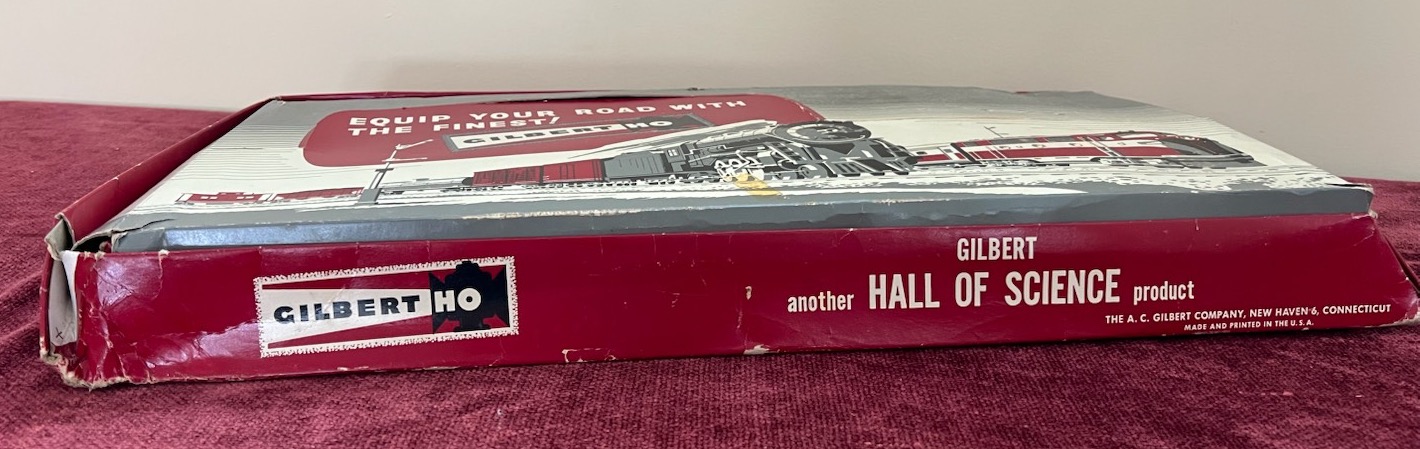 EQUIP YOUR ROAD WITH
THE FINEST!
GILBERT HO
GILBERT HO
GILBERT
another HALL OF SCIENCE product
THE A. C. GILBERT COMPANY, NEW HAVEN 6, CONNECTICUT
MADE AND PRINTED IN THE U.S.A.